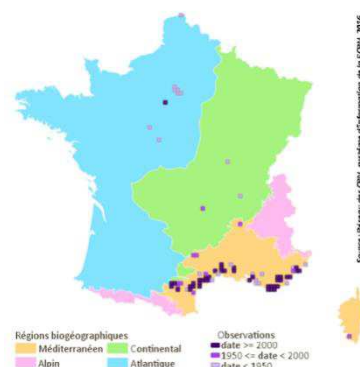 Régions biogéographiques
Méditerranéen
Continental
Alpin
Atlantique
Observations
date >= 2000
1950 <= date < 2000
date < 1950